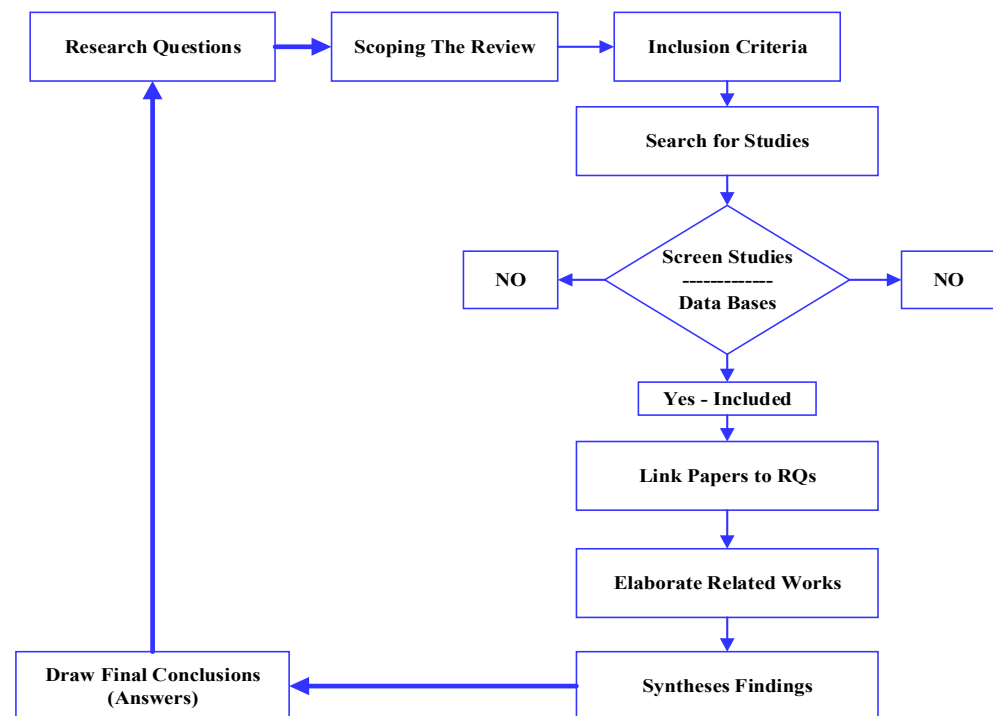 Research Questions
Scoping The Review
Inclusion Criteria
Search for Studies
Screen Studies
-------------
Data Bases
NO
NO
Yes - Included
Link Papers to RQs
Elaborate Related Works
Syntheses Findings
Draw Final Conclusions
(Answers)